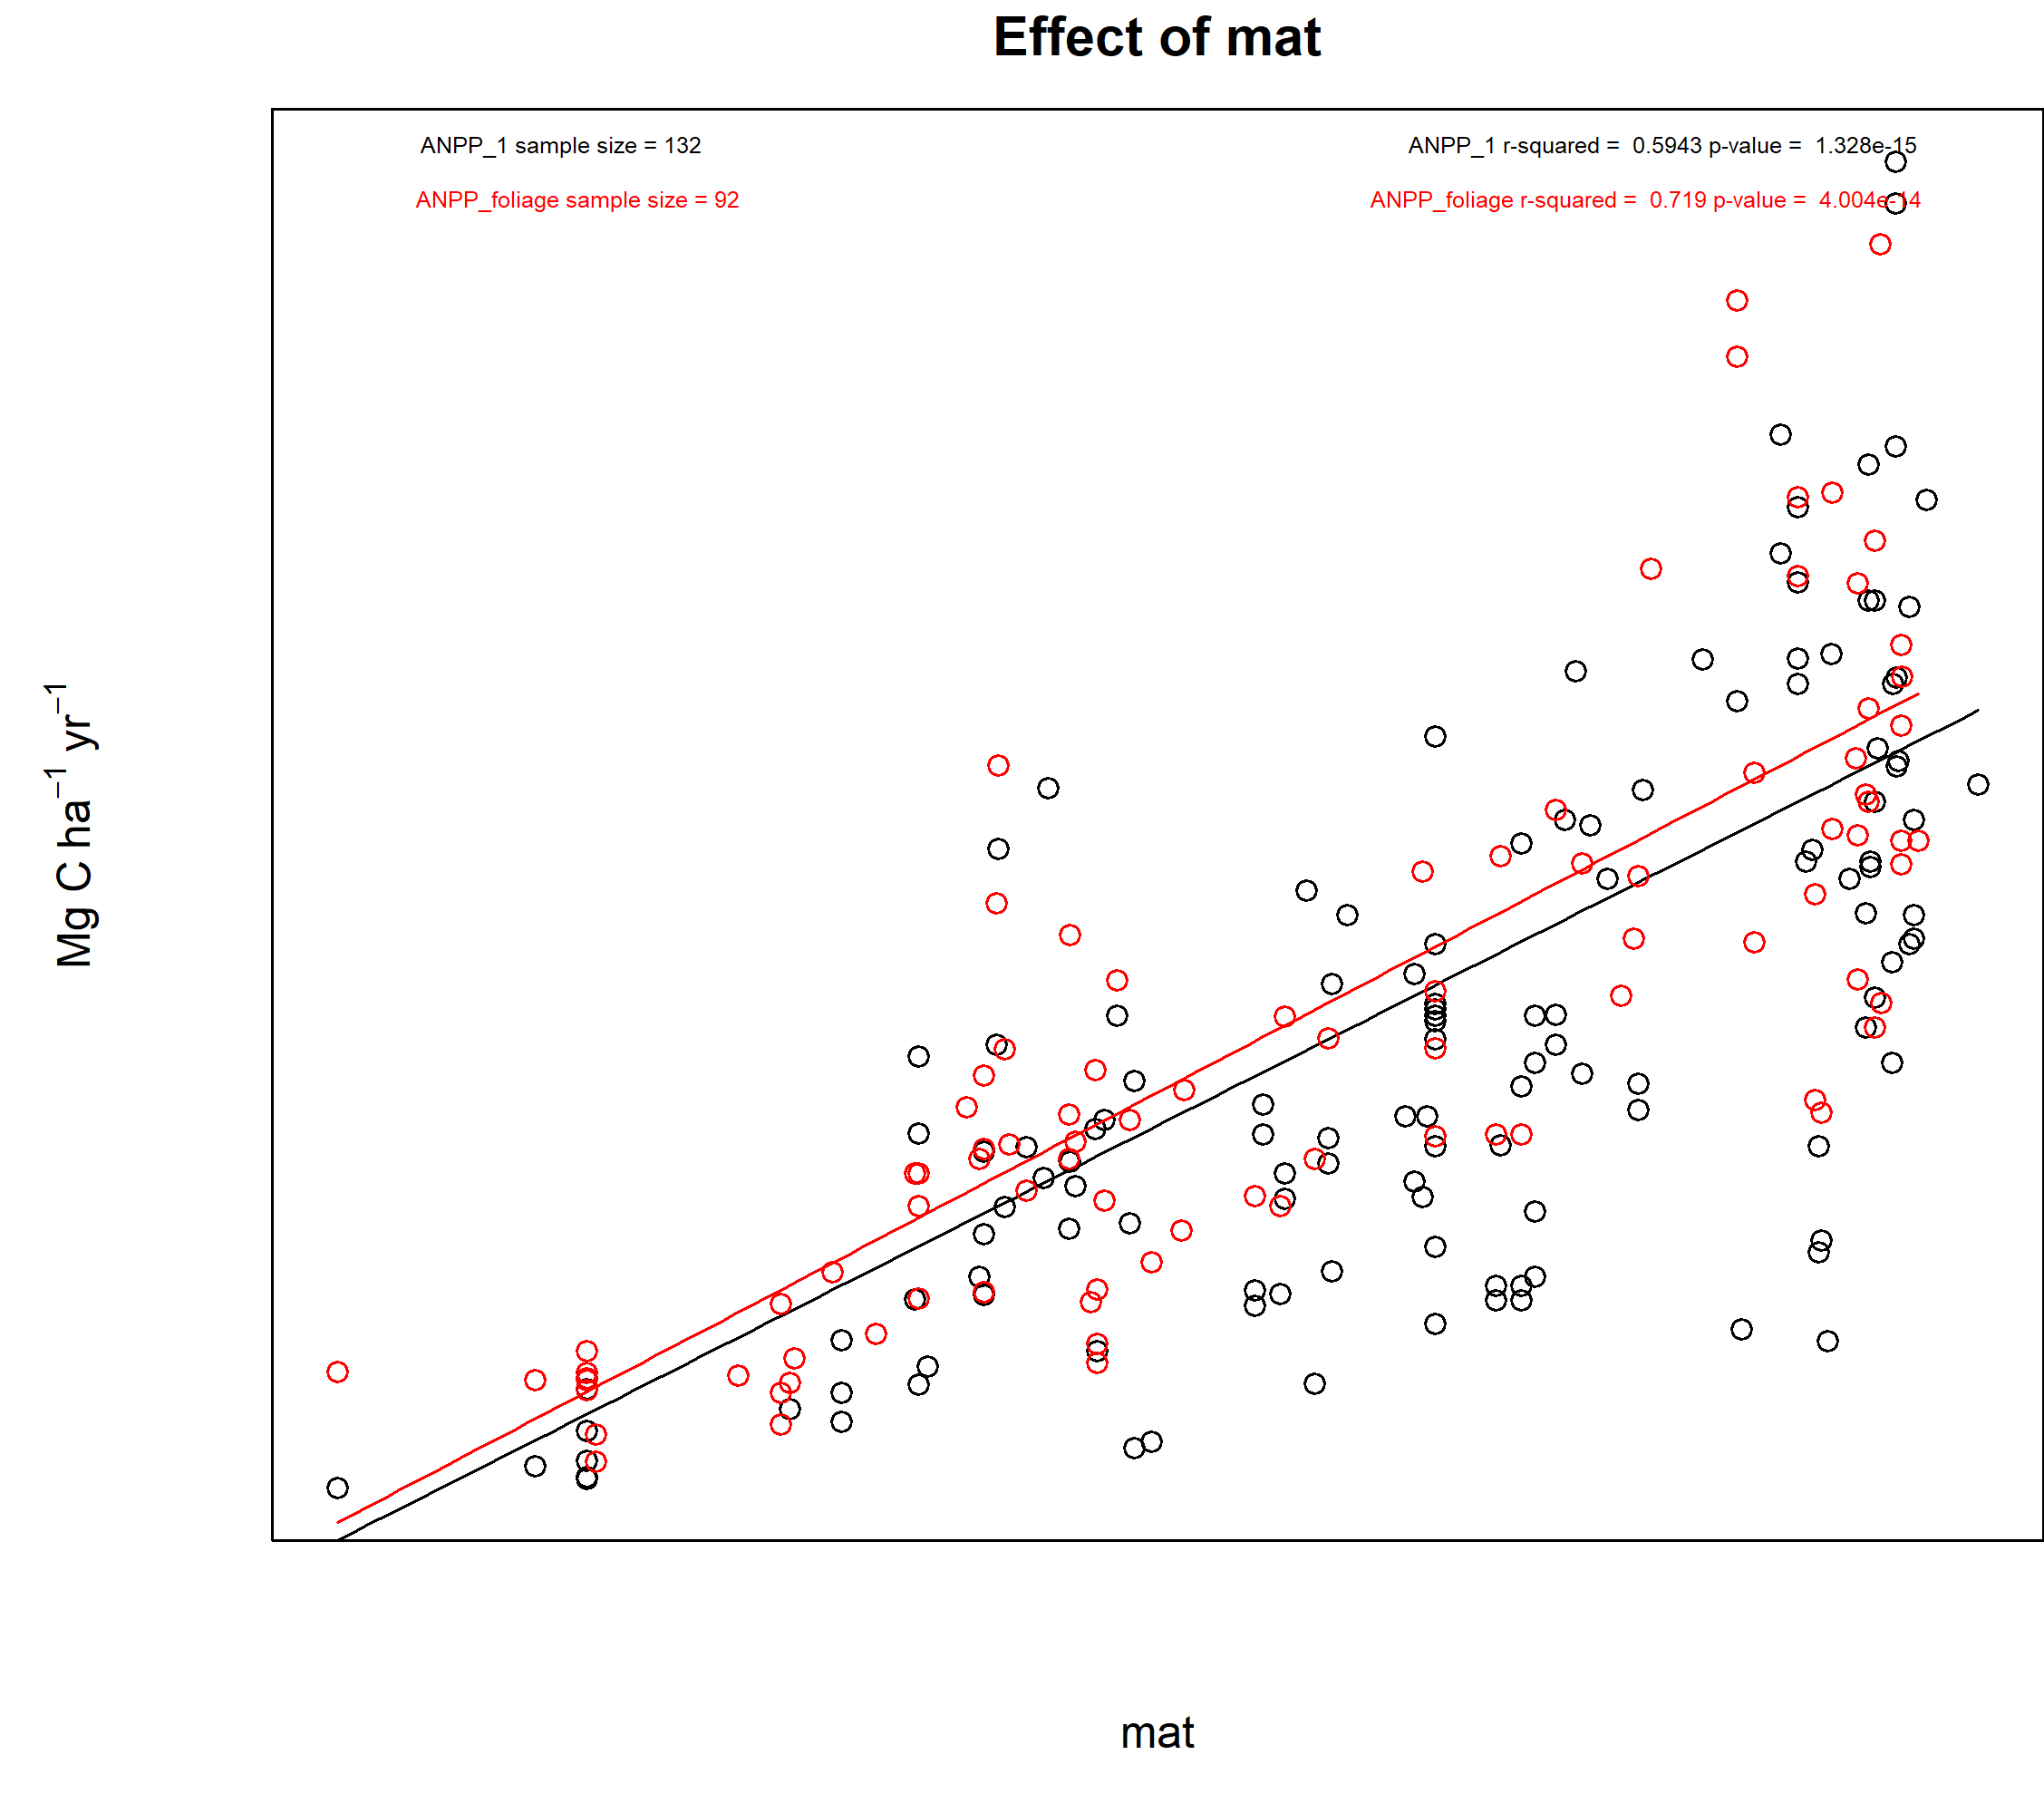 Effect of mat
ANPP_1 sample size = 132
ANPP_1 r-squared = 0.5943 p-value = 1.328e-15
ANPP_foliage sample size = 92
ANPP_foliage r-squared = 0.719 p-value = 4.004e-14
Mg C ha⁻¹ yr⁻¹
mat